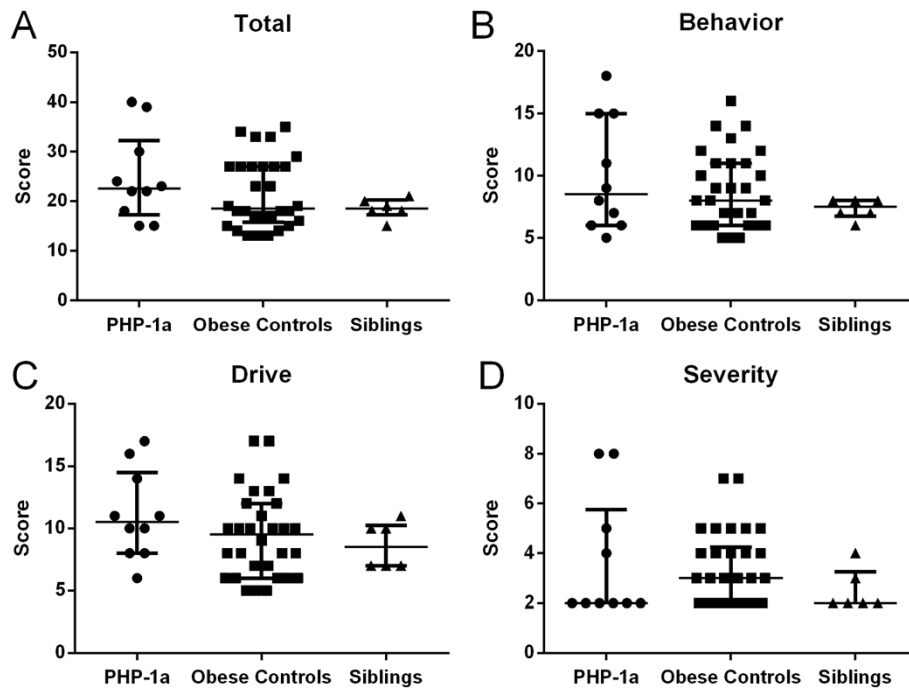 A
Total
Score
50
40
30
20
10
0
PHP-1a Obese Controls Siblings
B
Behavior
Score
20
15
10
5
0
PHP-1a Obese Controls Siblings
C
Drive
Score
20
15
10
5
0
PHP-1a Obese Controls Siblings
D
Severity
Score
10
8
6
4
2
0
PHP-1a Obese Controls Siblings